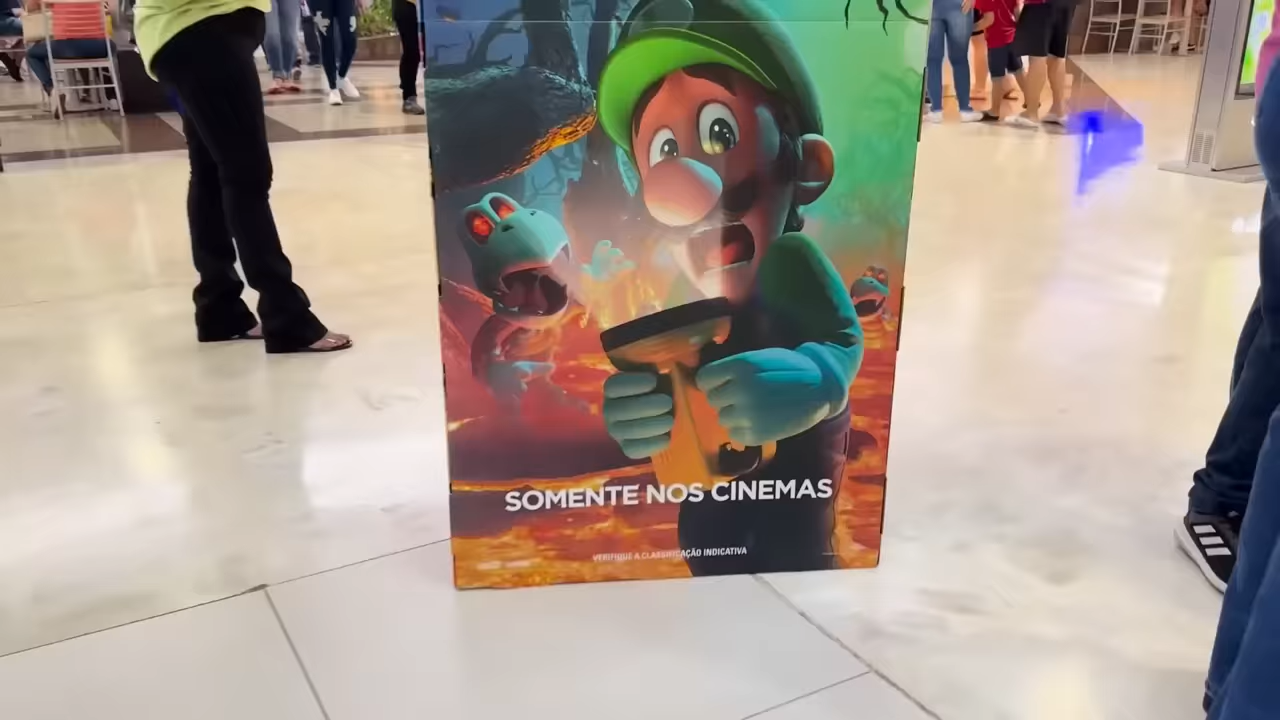 SOMENTE NOS CINEMAS
VERIFIQUE A CLASSIFICAÇÃO INDICATIVA